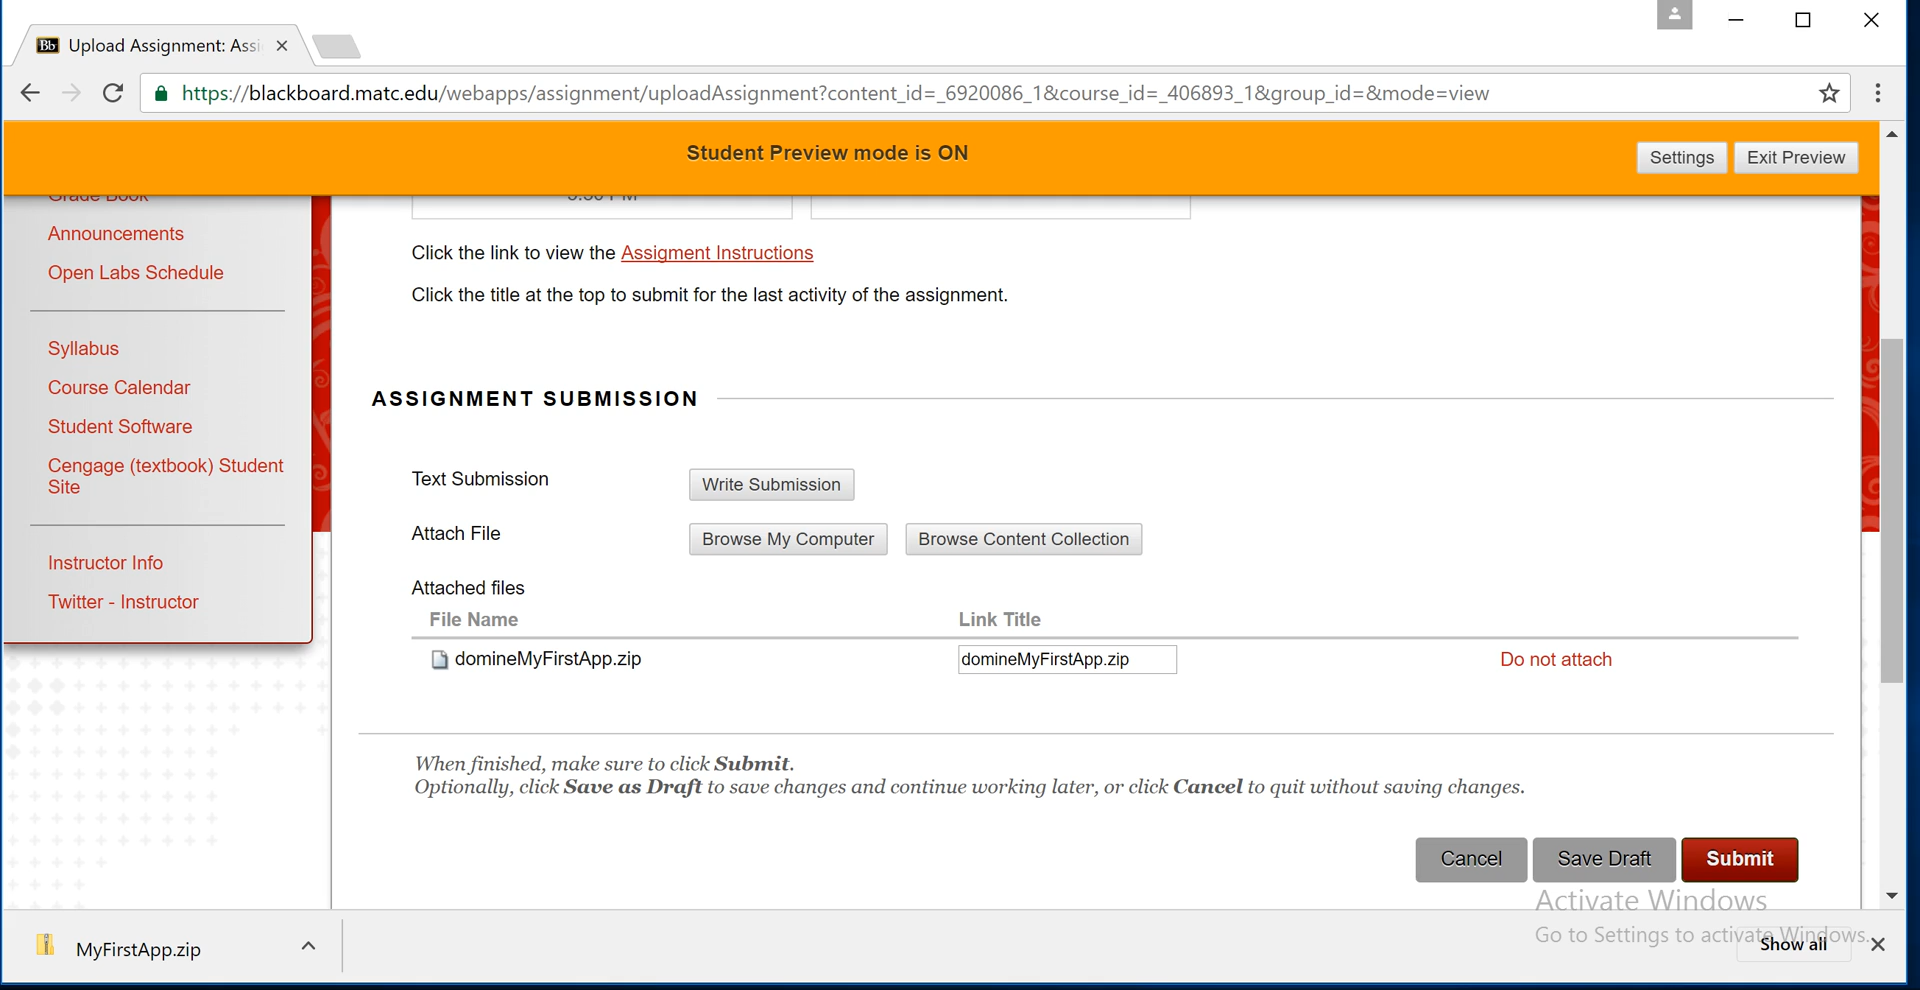 Bb Upload Assignment: Assi
https://blackboard.matc.edu/webapps/assignment/uploadAssignment?content_id=_6920086_1&course_id=_406893_1&group_id=&mode=view
Student Preview mode is ON
Settings
Exit Preview
Grade Book
Announcements
Open Labs Schedule
Syllabus
Course Calendar
Student Software
Cengage (textbook) Student
Site
Instructor Info
Twitter - Instructor
Click the link to view the Assigment Instructions
Click the title at the top to submit for the last activity of the assignment.
ASSIGNMENT SUBMISSION
Text Submission
Write Submission
Attach File
Browse My Computer
Browse Content Collection
Attached files
File Name
Link Title
domineMyFirstApp.zip
domineMyFirstApp.zip
Do not attach
When finished, make sure to click Submit.
Optionally, click Save as Draft to save changes and continue working later, or click Cancel to quit without saving changes.
Cancel
Save Draft
Submit
Activate Windows
Go to Settings to activate Windows.
MyFirstApp.zip
Show all